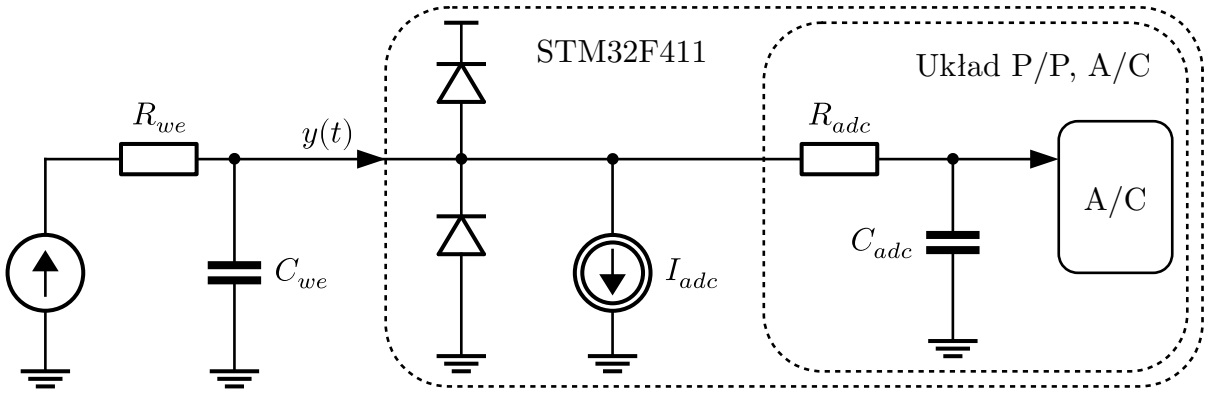 STM32F411
Układ P/P, A/C
R_we
y(t)
R_adc
A/C
C_we
I_adc
C_adc